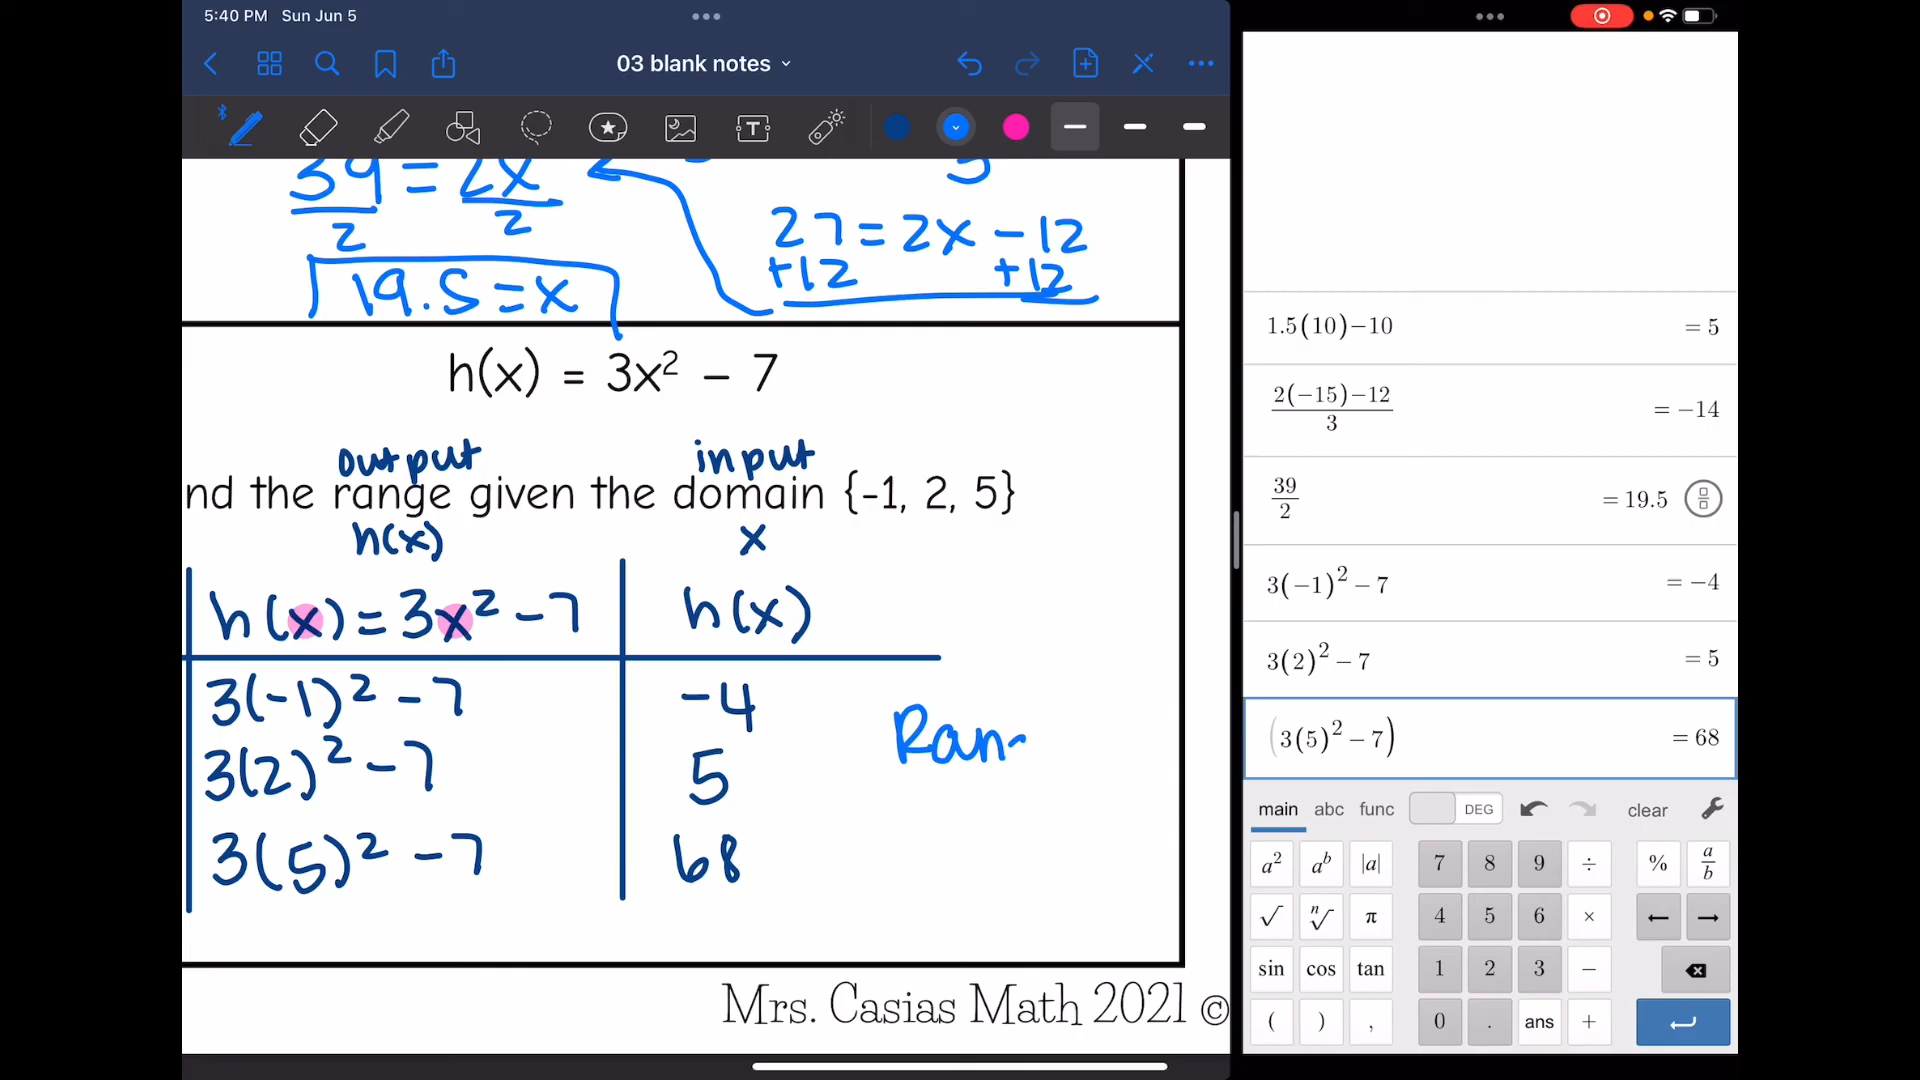 5:40 PM Sun Jun 5
03 blank notes
T
39 = 2x
2 2
19.5 = x
3
27 = 2x - 12
+12 +12
h(x) = 3x² – 7
output input
nd the range given the domain {-1, 2, 5}
h(x) x
h(x) = 3x² - 7 h(x)
3(-1)² - 7 -4
3(2)² - 7 5
3(5)² - 7 68
Ran
Mrs. Casias Math 2021 ©
1.5(10)−10 = 5
2(−15)−12
3
= −14
39
2
= 19.5
3(−1)² − 7 = −4
3(2)² − 7 = 5
(3(5)² − 7) = 68
main abc func DEG clear
a² aᵇ |a| 7 8 9 ÷ % a/b
√ ⁿ√ π 4 5 6 × ← →
sin cos tan 1 2 3 −
( ) , 0 . ans +